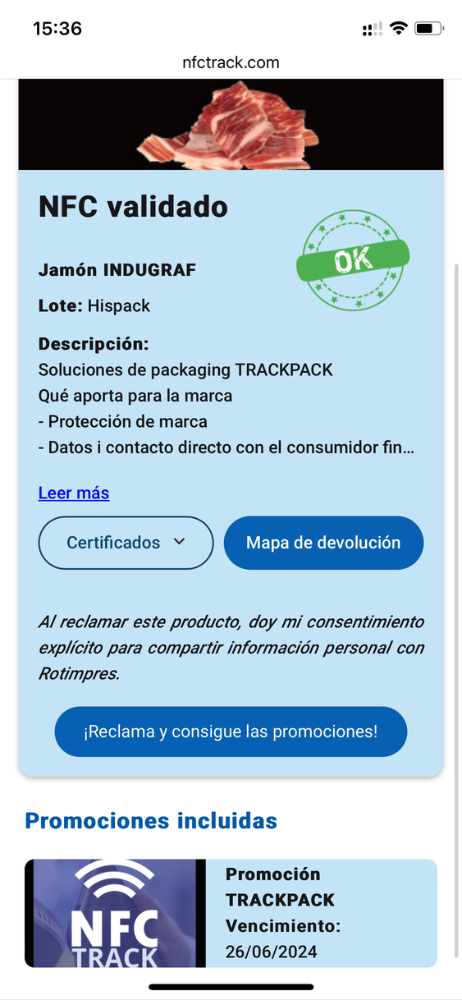 15:36
nfctrack.com
NFC validado
OK
Jamón INDUGRAF
Lote: Hispack
Descripción:
Soluciones de packaging TRACKPACK
Qué aporta para la marca
- Protección de marca
- Datos i contacto directo con el consumidor fin...
Leer más
Certificados
Mapa de devolución
Al reclamar este producto, doy mi consentimiento
explícito para compartir información personal con
Rotimpres.
¡Reclama y consigue las promociones!
Promociones incluidas
NFC
TRACK
Promoción
TRACKPACK
Vencimiento:
26/06/2024